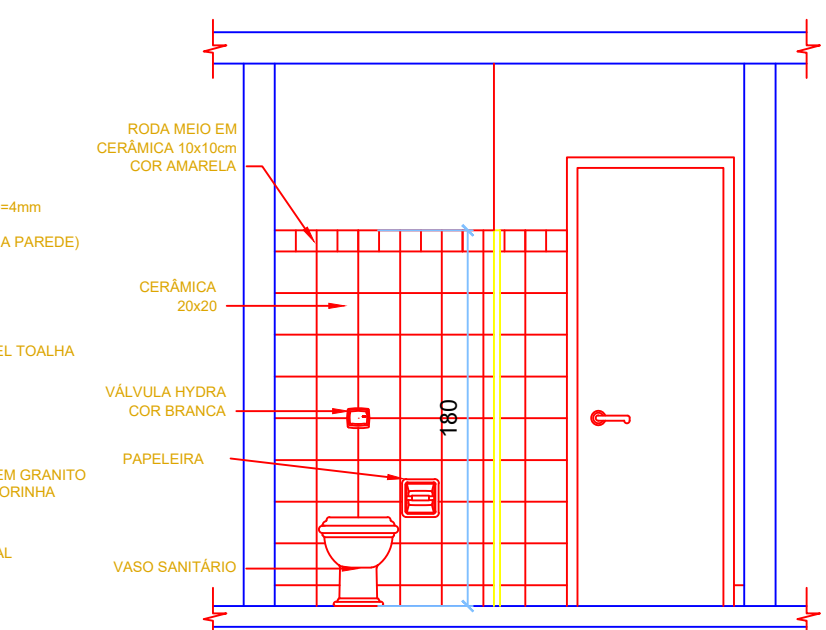 RODA MEIO EM
CERÂMICA 10x10cm
COR AMARELA
=4mm
A PAREDE)
CERÂMICA
20x20
EL TOALHA
VÁLVULA HYDRA
COR BRANCA
180
PAPELEIRA
EM GRANITO
ORINHA
AL
VASO SANITÁRIO